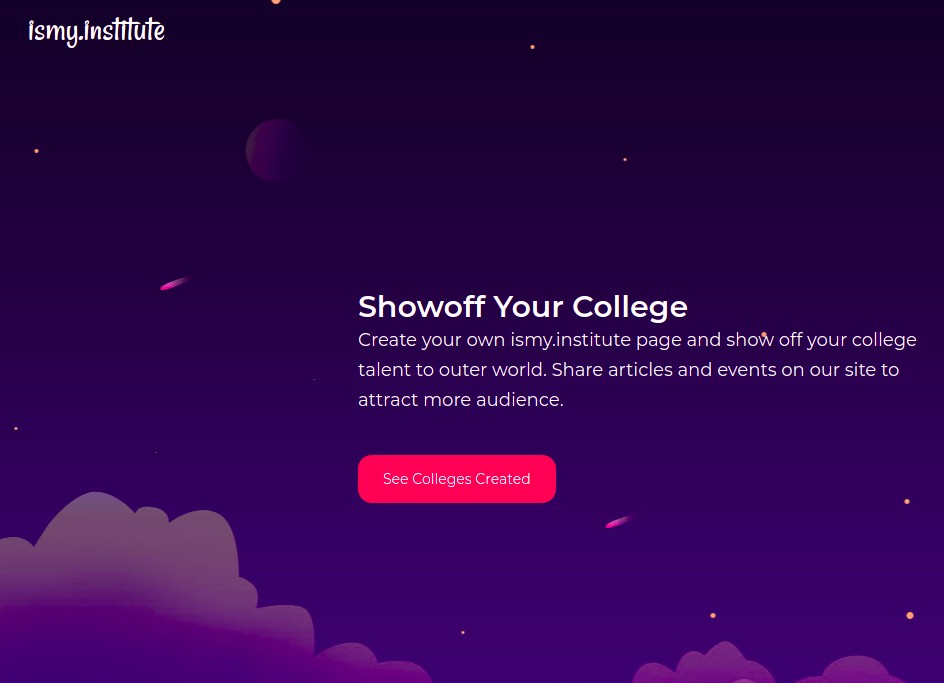 ismy.institute
Showoff Your College
Create your own ismy.institute page and show off your college
talent to outer world. Share articles and events on our site to
attract more audience.
See Colleges Created